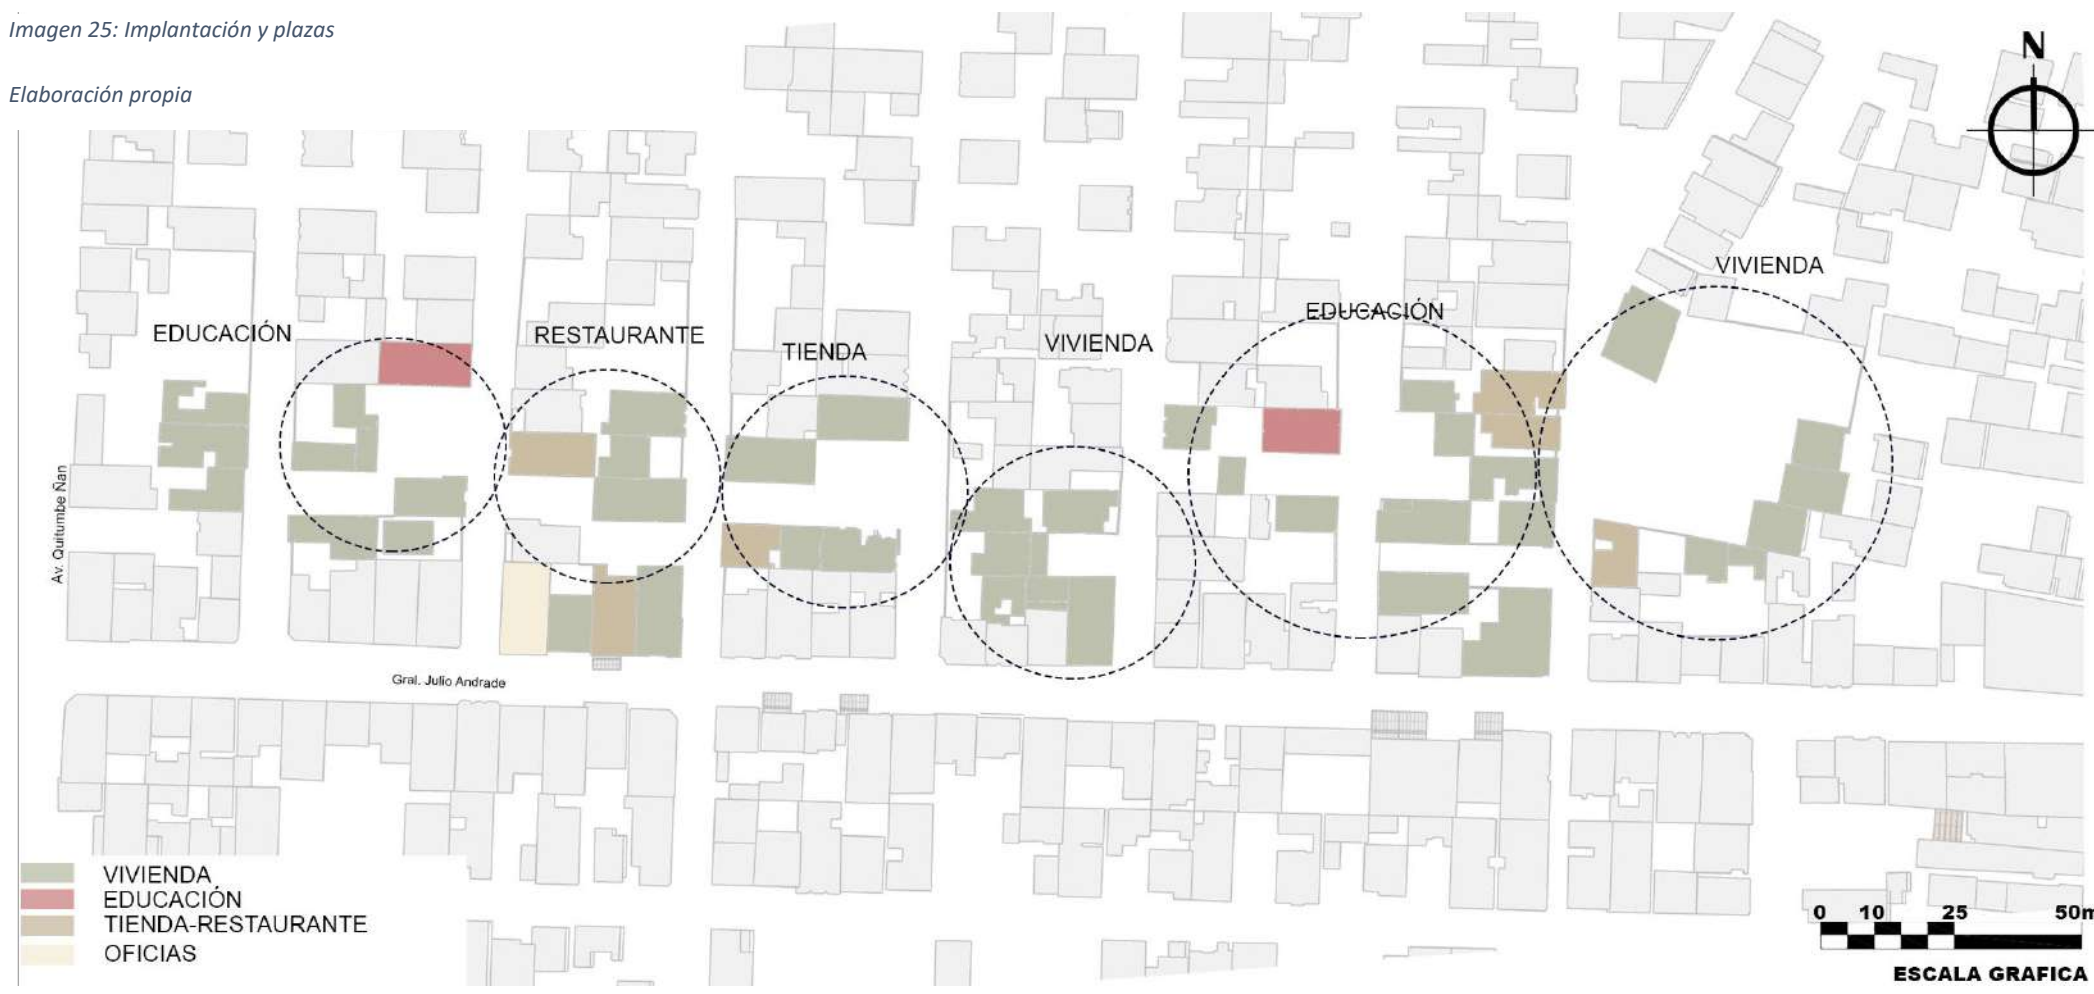 Imagen 25: Implantación y plazas
Elaboración propia
N
VIVIENDA
EDUCACIÓN
EDUCACIÓN
RESTAURANTE
TIENDA
VIVIENDA
Av. Quitumbe Ñan
Gral. Julio Andrade
VIVIENDA
EDUCACIÓN
TIENDA-RESTAURANTE
OFICIAS
0 10 25 50m
ESCALA GRAFICA